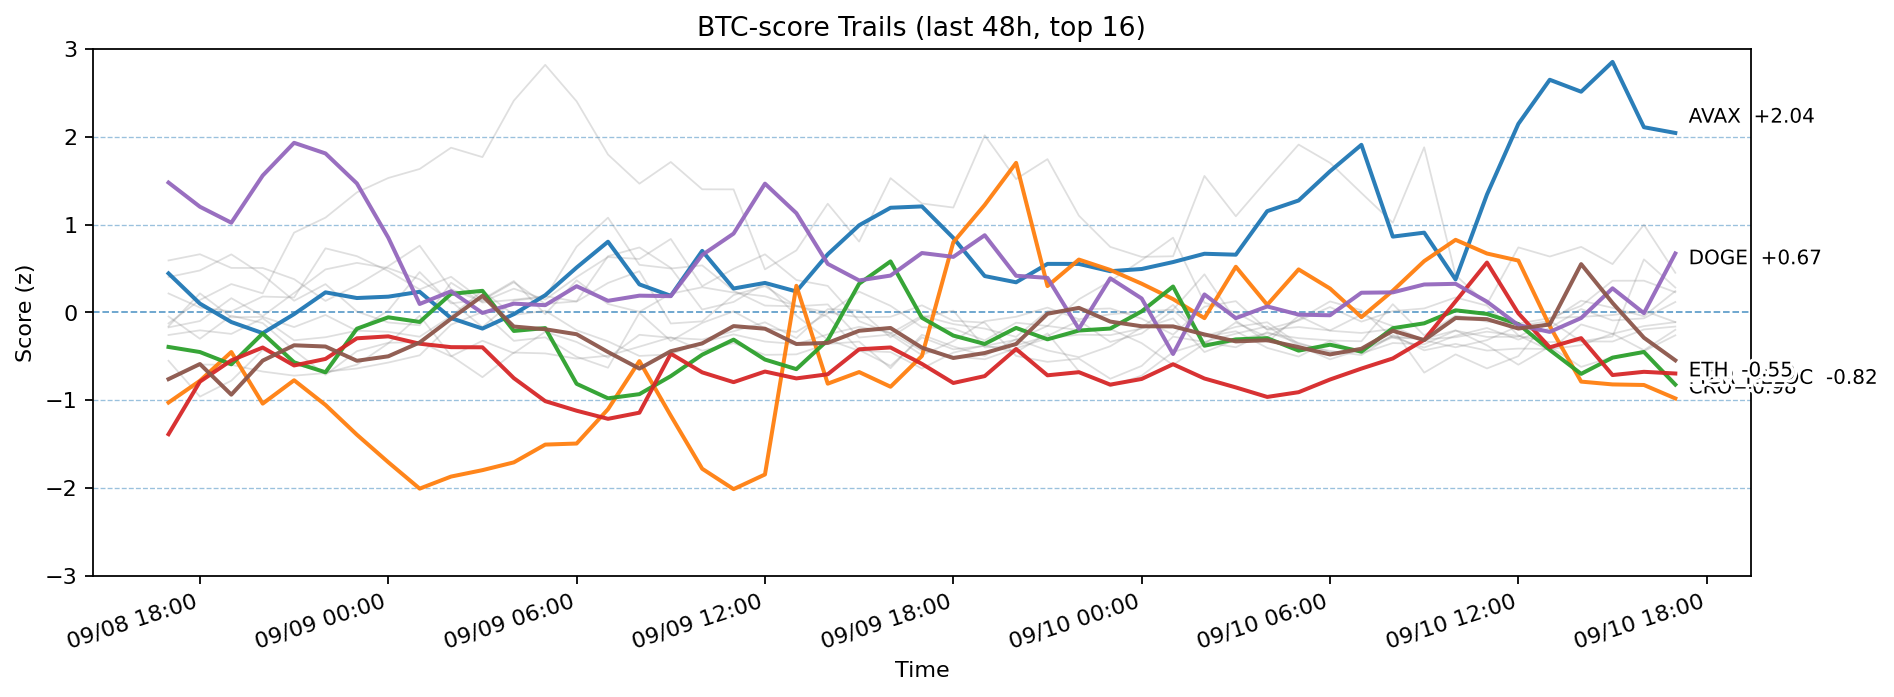 BTC-score Trails (last 48h, top 16)
Score (z)
3
2
1
0
−1
−2
−3
AVAX +2.04
DOGE +0.67
ETH -0.55
-0.82
CRO -0.98
09/08 18:00
09/09 00:00
09/09 06:00
09/09 12:00
09/09 18:00
09/10 00:00
09/10 06:00
09/10 12:00
09/10 18:00
Time